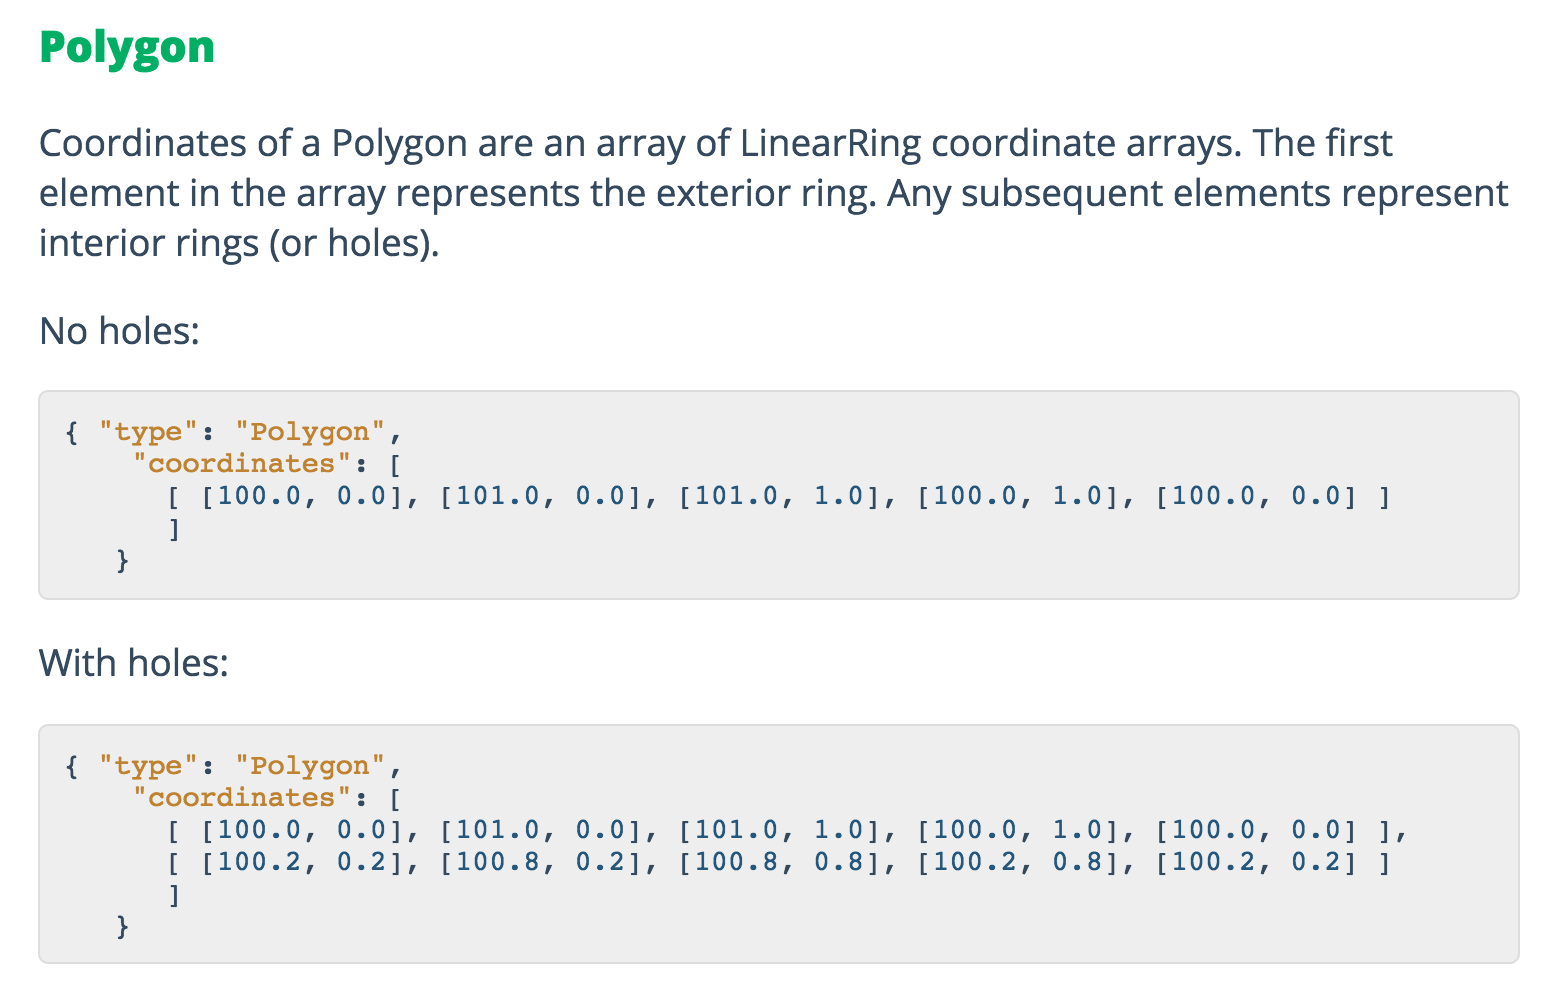 Polygon
Coordinates of a Polygon are an array of LinearRing coordinate arrays. The first
element in the array represents the exterior ring. Any subsequent elements represent
interior rings (or holes).
No holes:
{ "type": "Polygon",
    "coordinates": [
      [ [100.0, 0.0], [101.0, 0.0], [101.0, 1.0], [100.0, 1.0], [100.0, 0.0] ]
      ]
   }
With holes:
{ "type": "Polygon",
    "coordinates": [
      [ [100.0, 0.0], [101.0, 0.0], [101.0, 1.0], [100.0, 1.0], [100.0, 0.0] ],
      [ [100.2, 0.2], [100.8, 0.2], [100.8, 0.8], [100.2, 0.8], [100.2, 0.2] ]
      ]
   }